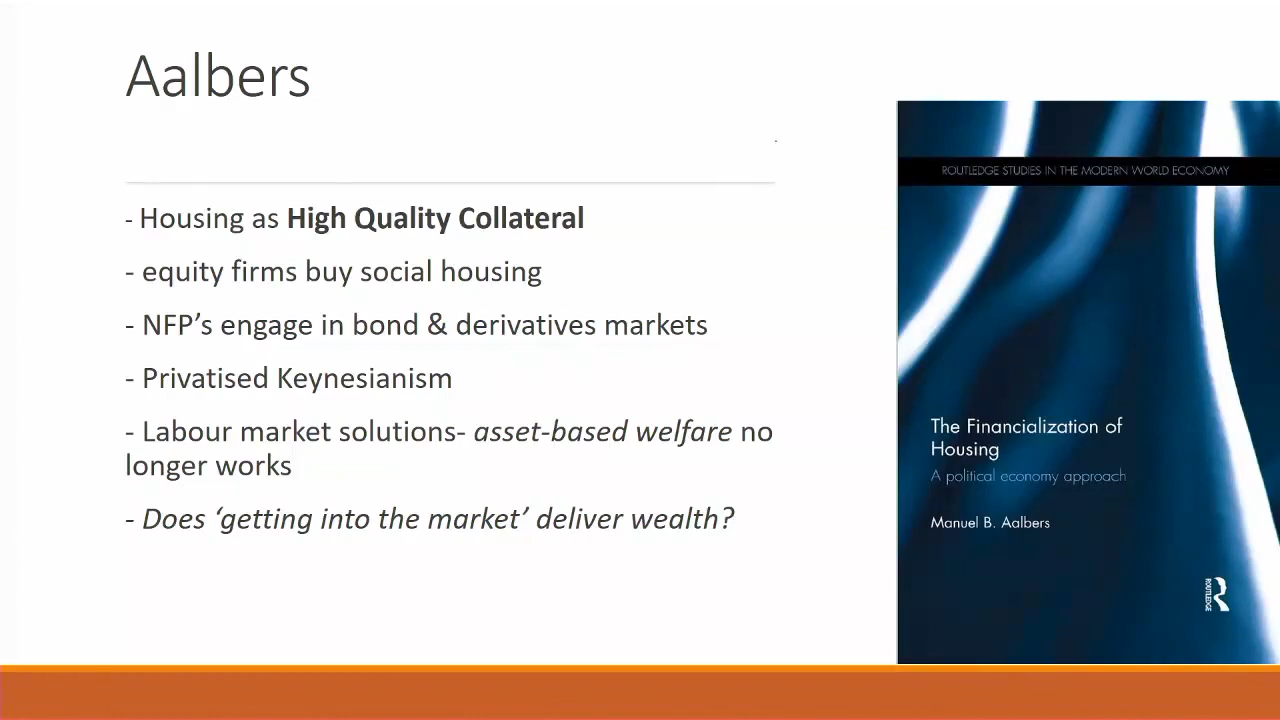 Aalbers
- Housing as High Quality Collateral
- equity firms buy social housing
- NFP’s engage in bond & derivatives markets
- Privatised Keynesianism
- Labour market solutions- asset-based welfare no
longer works
- Does ‘getting into the market’ deliver wealth?
ROUTLEDGE STUDIES IN THE MODERN WORLD ECONOMY
The Financialization of
Housing
A political economy approach
Manuel B. Aalbers
ROUTLEDGE